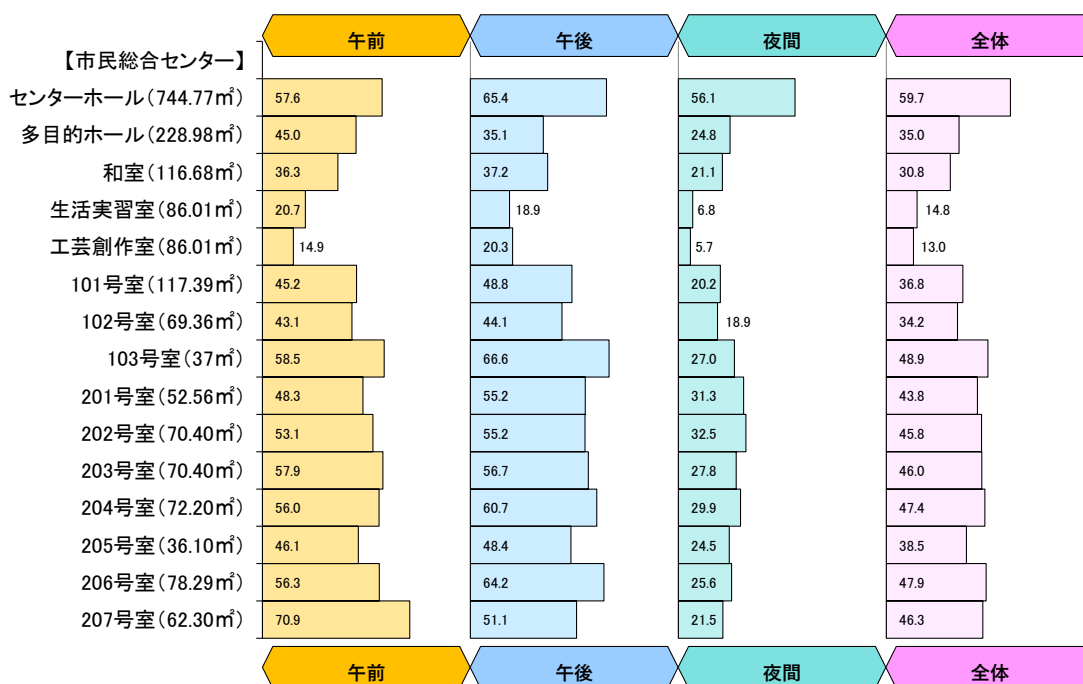 午前 午後 夜間 全体
【市民総合センター】
センターホール(744.77㎡) 57.6 65.4 56.1 59.7
多目的ホール(228.98㎡) 45.0 35.1 24.8 35.0
和室(116.68㎡) 36.3 37.2 21.1 30.8
生活実習室(86.01㎡) 20.7 18.9 6.8 14.8
工芸創作室(86.01㎡) 14.9 20.3 5.7 13.0
101号室(117.39㎡) 45.2 48.8 20.2 36.8
102号室(69.36㎡) 43.1 44.1 18.9 34.2
103号室(37㎡) 58.5 66.6 27.0 48.9
201号室(52.56㎡) 48.3 55.2 31.3 43.8
202号室(70.40㎡) 53.1 55.2 32.5 45.8
203号室(70.40㎡) 57.9 56.7 27.8 46.0
204号室(72.20㎡) 56.0 60.7 29.9 47.4
205号室(36.10㎡) 46.1 48.4 24.5 38.5
206号室(78.29㎡) 56.3 64.2 25.6 47.9
207号室(62.30㎡) 70.9 51.1 21.5 46.3
午前 午後 夜間 全体